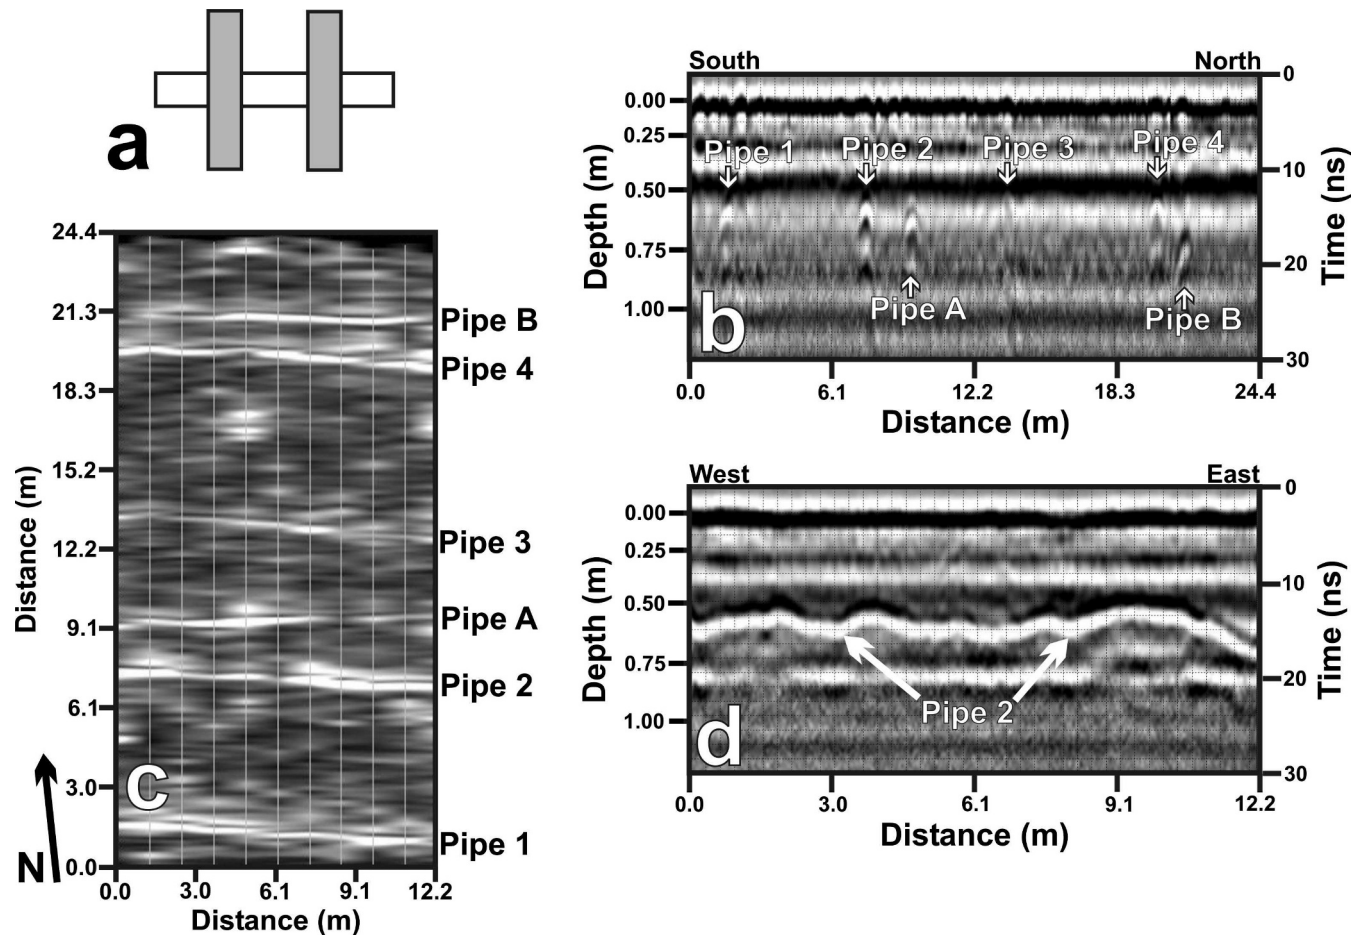 a
South North
0.00
0.25
0.50
0.75
1.00
Depth (m)
0
10
20
30
Time (ns)
Pipe 1 Pipe 2 Pipe 3 Pipe 4
Pipe A
Pipe B
b
0.0 6.1 12.2 18.3 24.4
Distance (m)
24.4
21.3
18.3
15.2
12.2
9.1
6.1
3.0
0.0
Distance (m)
Pipe B
Pipe 4
Pipe 3
Pipe A
Pipe 2
Pipe 1
c
N
0.0 3.0 6.1 9.1 12.2
Distance (m)
West East
0.00
0.25
0.50
0.75
1.00
Depth (m)
0
10
20
30
Time (ns)
Pipe 2
d
0.0 3.0 6.1 9.1 12.2
Distance (m)